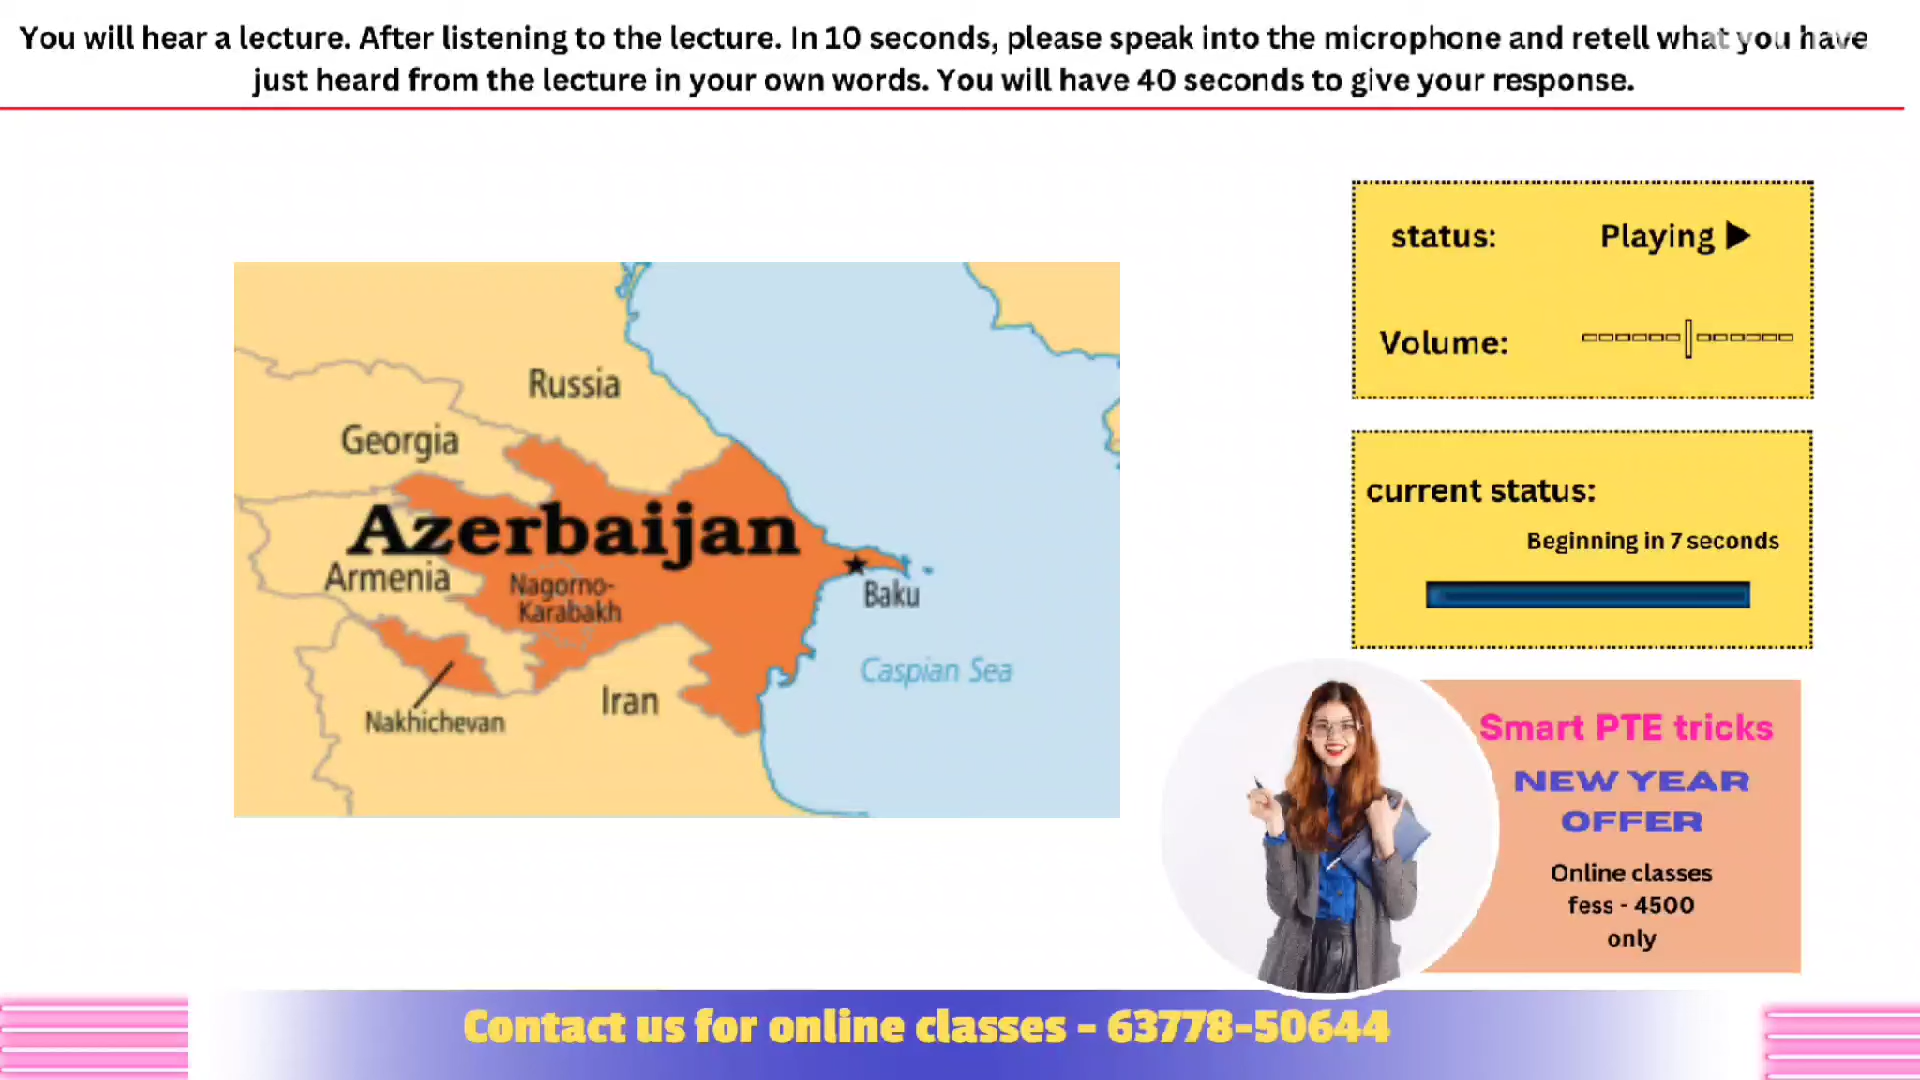 You will hear a lecture. After listening to the lecture. In 10 seconds, please speak into the microphone and retell what you have
just heard from the lecture in your own words. You will have 40 seconds to give your response.
status: Playing
Volume:
current status:
Beginning in 7 seconds
Russia
Georgia
Azerbaijan
Armenia
Nagorno-
Karabakh
Baku
Caspian Sea
Iran
Nakhichevan
Smart PTE tricks
NEW YEAR
OFFER
Online classes
fess - 4500
only
Contact us for online classes - 63778-50644